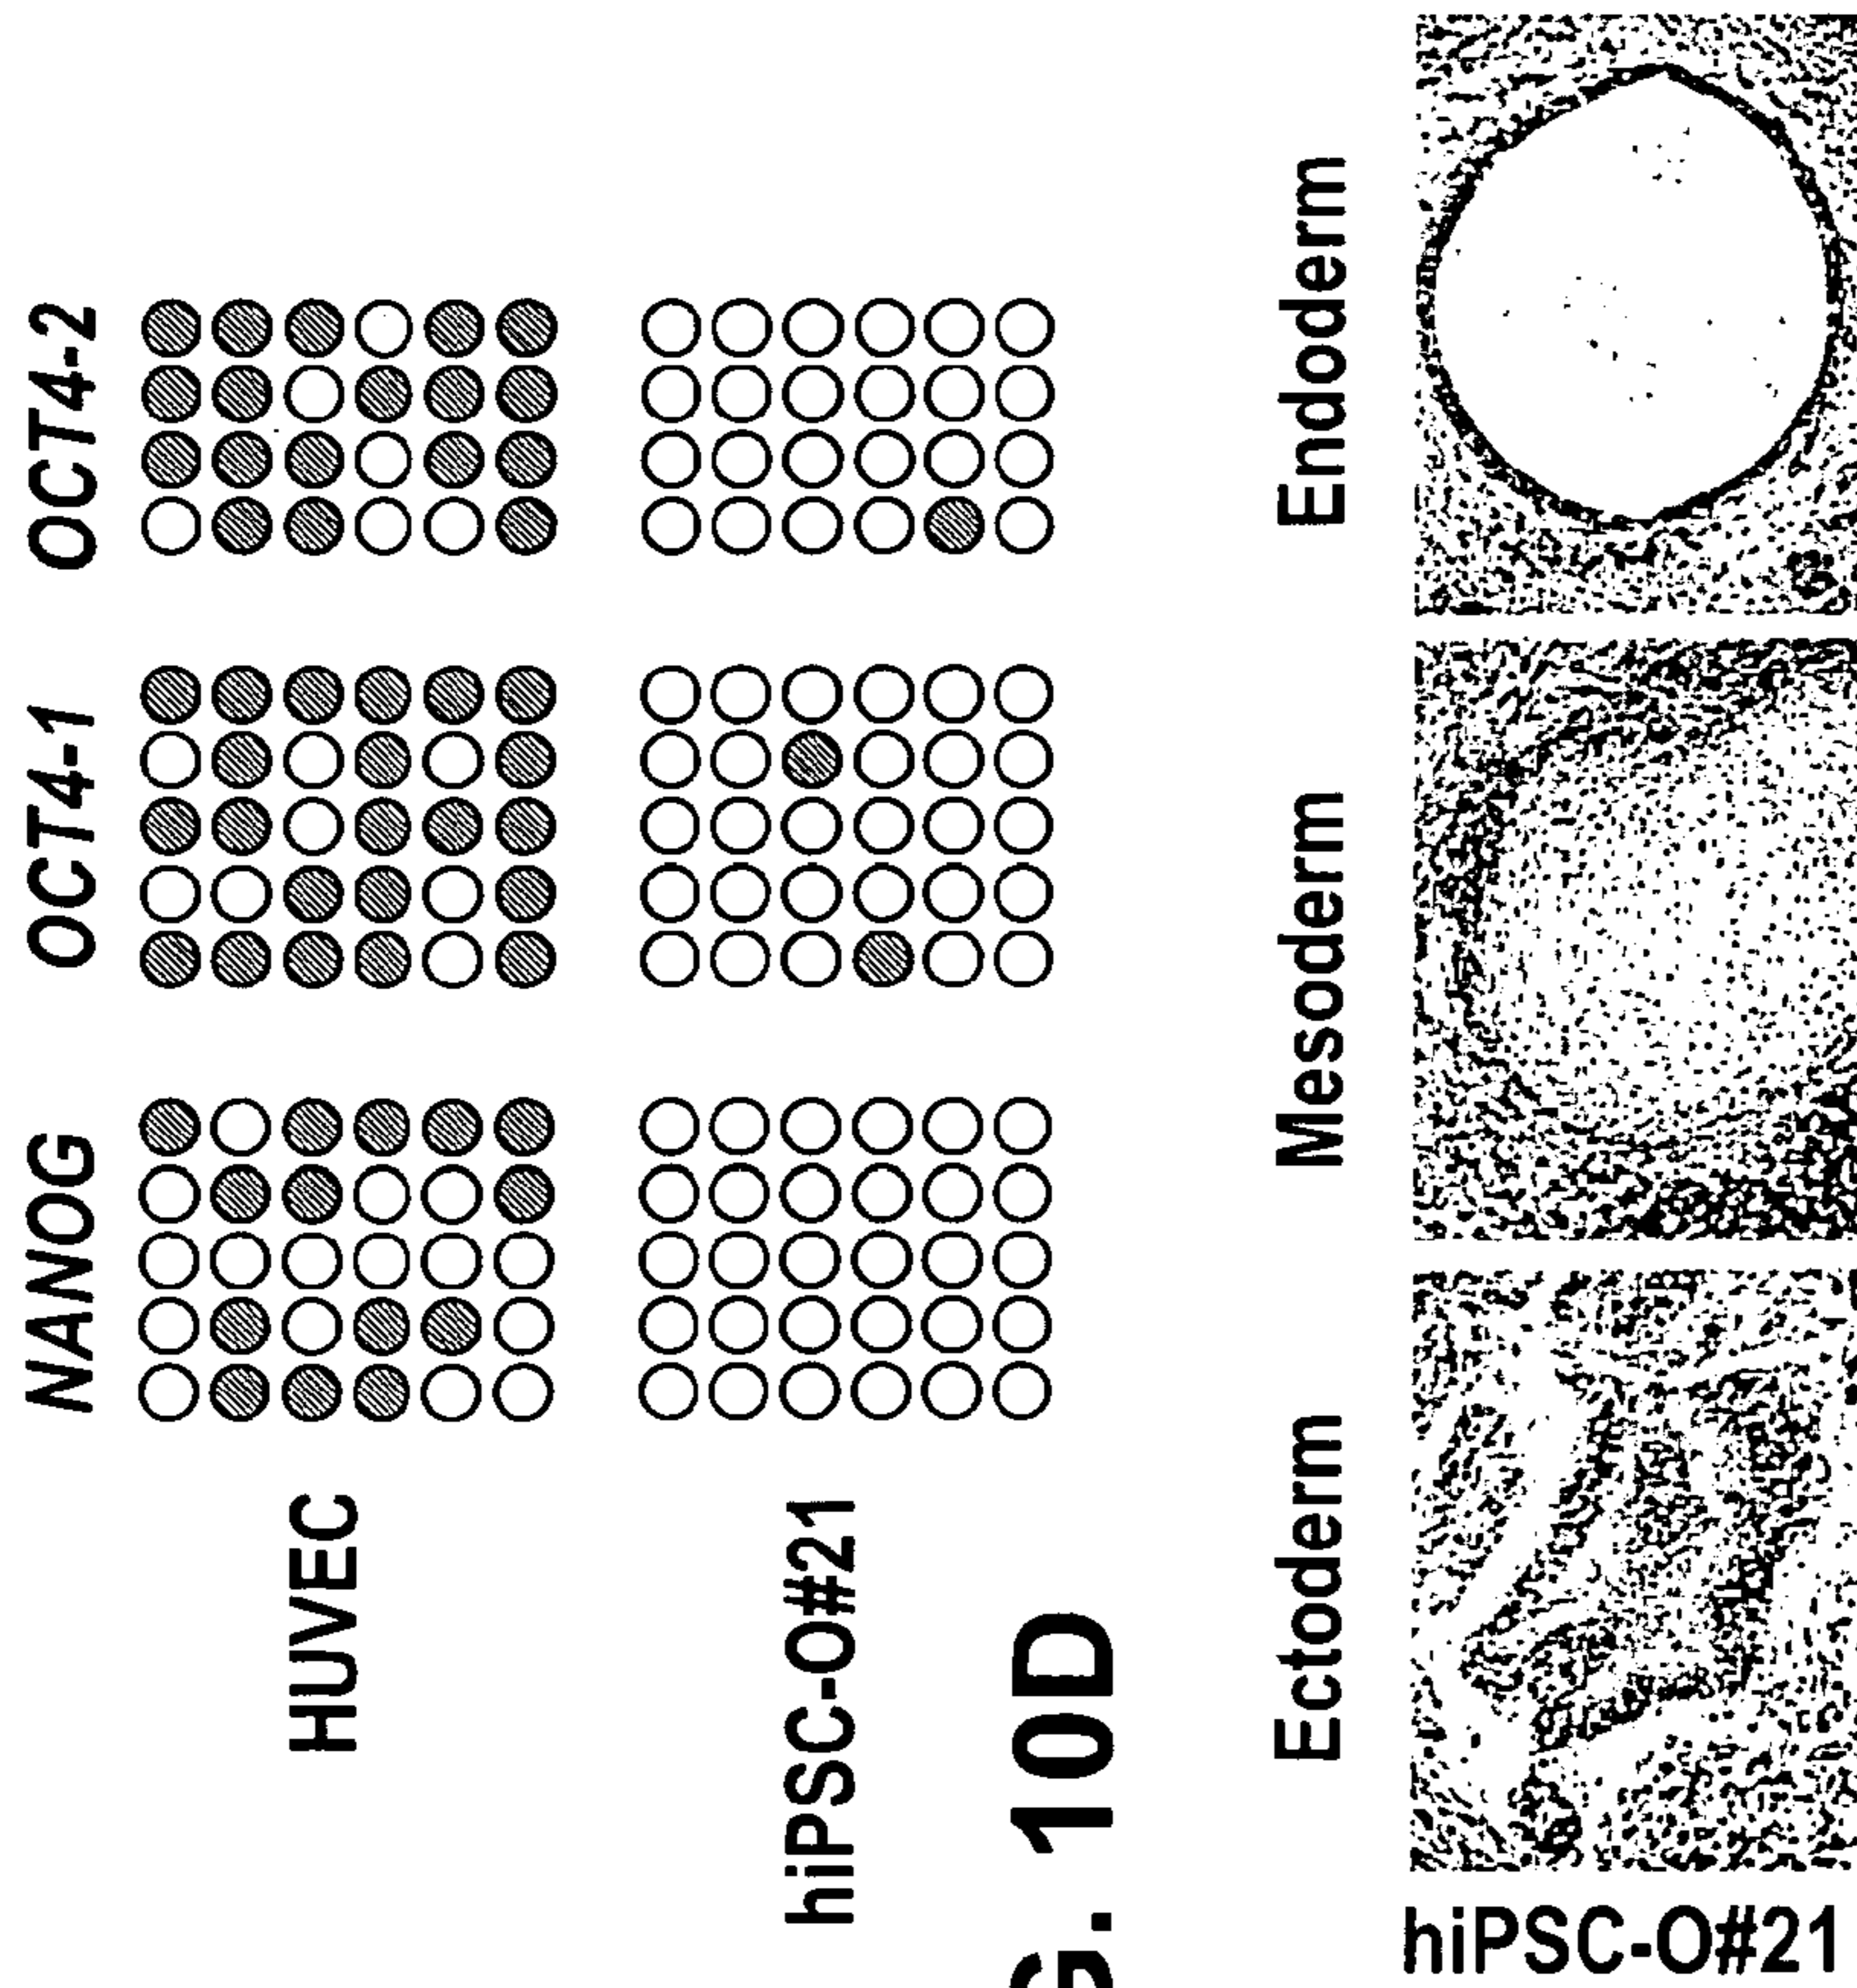 NANOG OCT4-1 OCT4-2
HUVEC
hiPSC-O#21
G. 10D
Ectoderm Mesoderm Endoderm
hiPSC-O#21